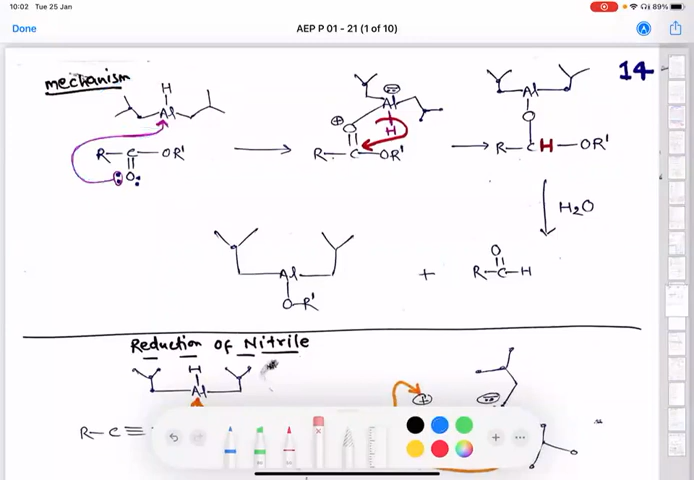 10:02 Tue 25 Jan
89%
Done
AEP P 01 - 21 (1 of 10)
14
mechanism
H
Al
R-C-OR'
O:
⊕ ⊖
Al
H
O
R-C-OR'
Al
O
R-CH-OR'
H2O
Al
O-R'
+
O
R-C-H
Reduction of Nitrile
H
Al
⊕ ⊖
R-C≡